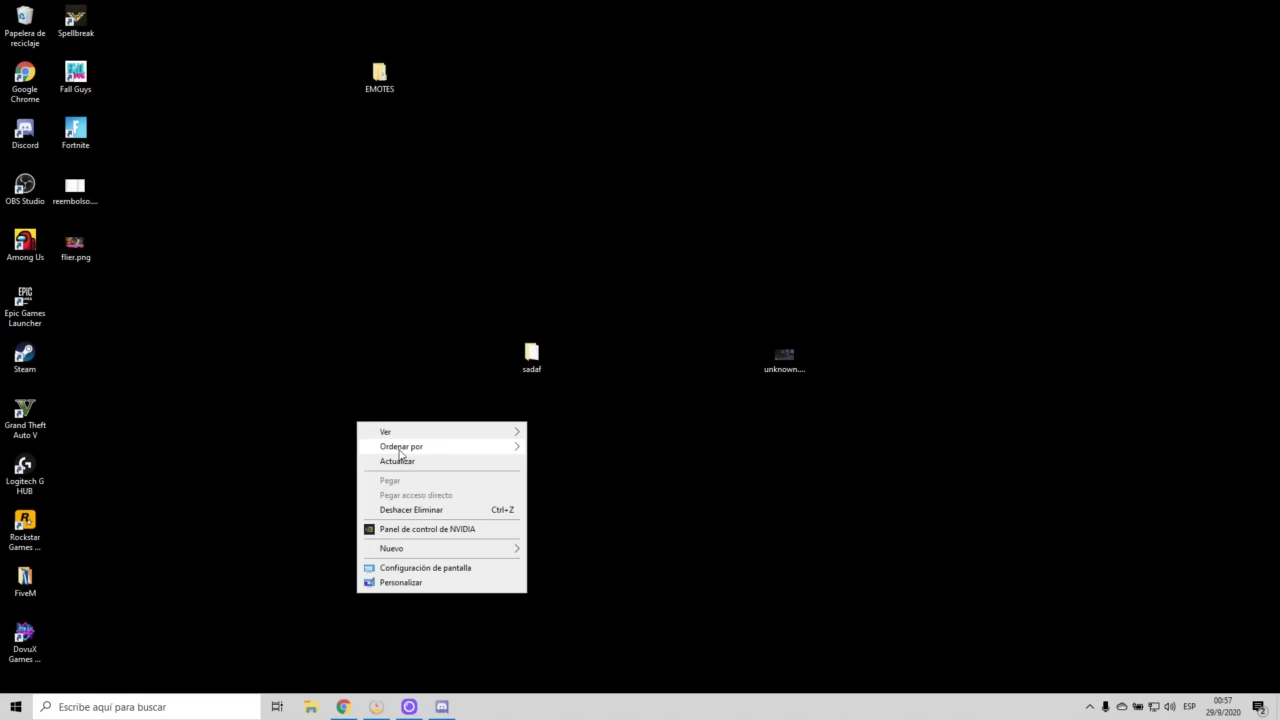 Papelera de
reciclaje
Spellbreak
Google
Chrome
Fall Guys
EMOTES
Discord
Fortnite
OBS Studio
reembolso....
Among Us
flier.png
EPIC
GAMES
Epic Games
Launcher
Steam
sadaf
unknown....
Grand Theft
Auto V
Logitech G
HUB
Rockstar
Games ...
FiveM
DovuX
Games ...
Ver
Ordenar por
Actualizar
Pegar
Pegar acceso directo
Deshacer Eliminar Ctrl+Z
Panel de control de NVIDIA
Nuevo
Configuración de pantalla
Personalizar
Escribe aquí para buscar
ESP
00:57
29/9/2020
2